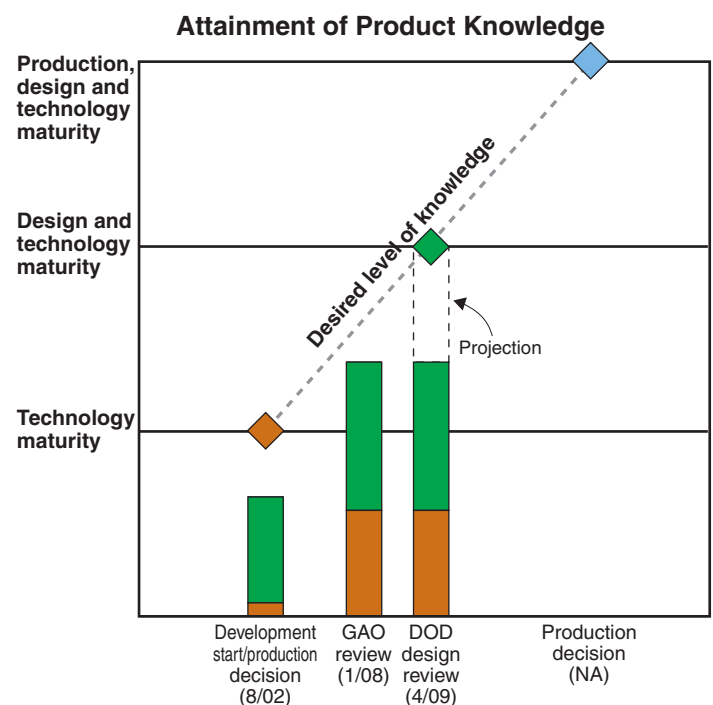 Attainment of Product Knowledge
Production,
design and
technology
maturity
Design and
technology
maturity
Technology
maturity
Desired level of knowledge
Projection
Development
start/production
decision
(8/02)
GAO
review
(1/08)
DOD
design
review
(4/09)
Production
decision
(NA)